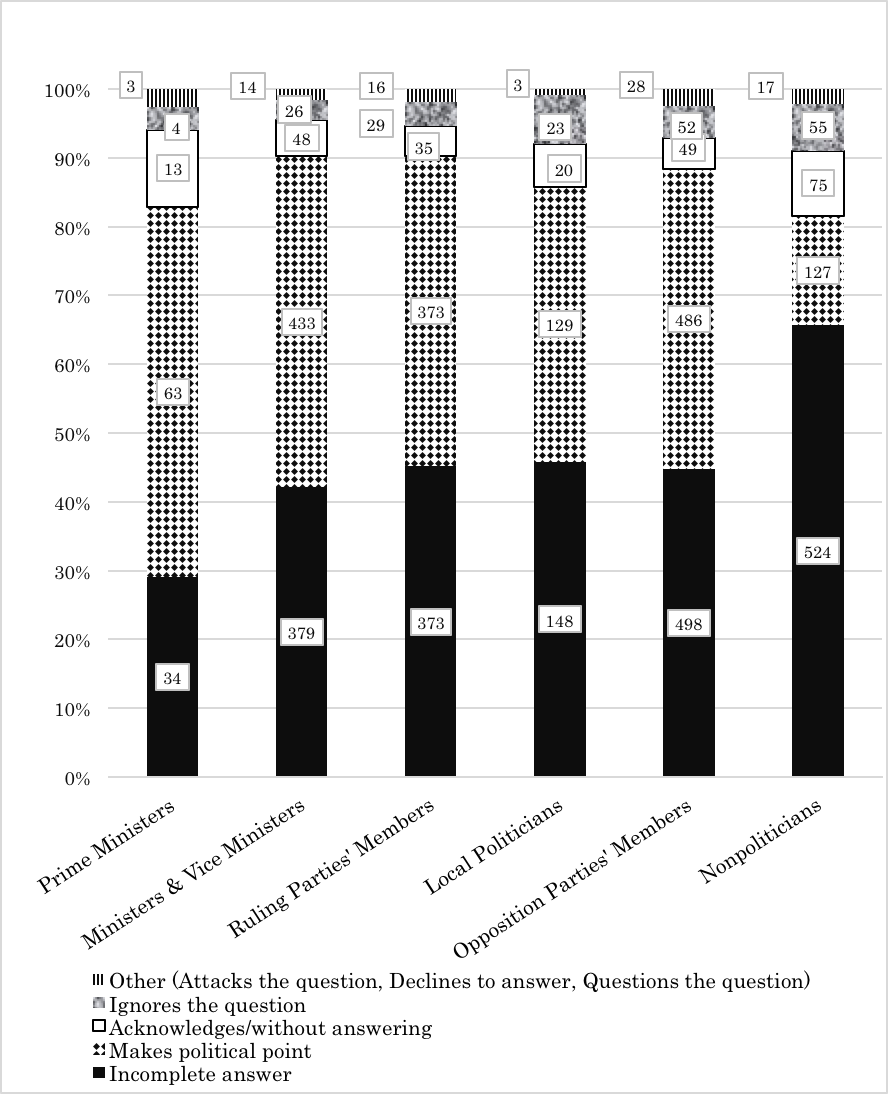 3 14 16 3 28 17
100%
4 26 29 23 52 55
13 48 35 20 49 75
90%
80%
127
70%
63 433 373 129 486
60%
50%
40%
524
30%
34 379 373 148 498
20%
10%
0%
Prime Ministers
Ministers & Vice Ministers
Ruling Parties' Members
Local Politicians
Opposition Parties' Members
Nonpoliticians
Other (Attacks the question, Declines to answer, Questions the question)
Ignores the question
Acknowledges/without answering
Makes political point
Incomplete answer